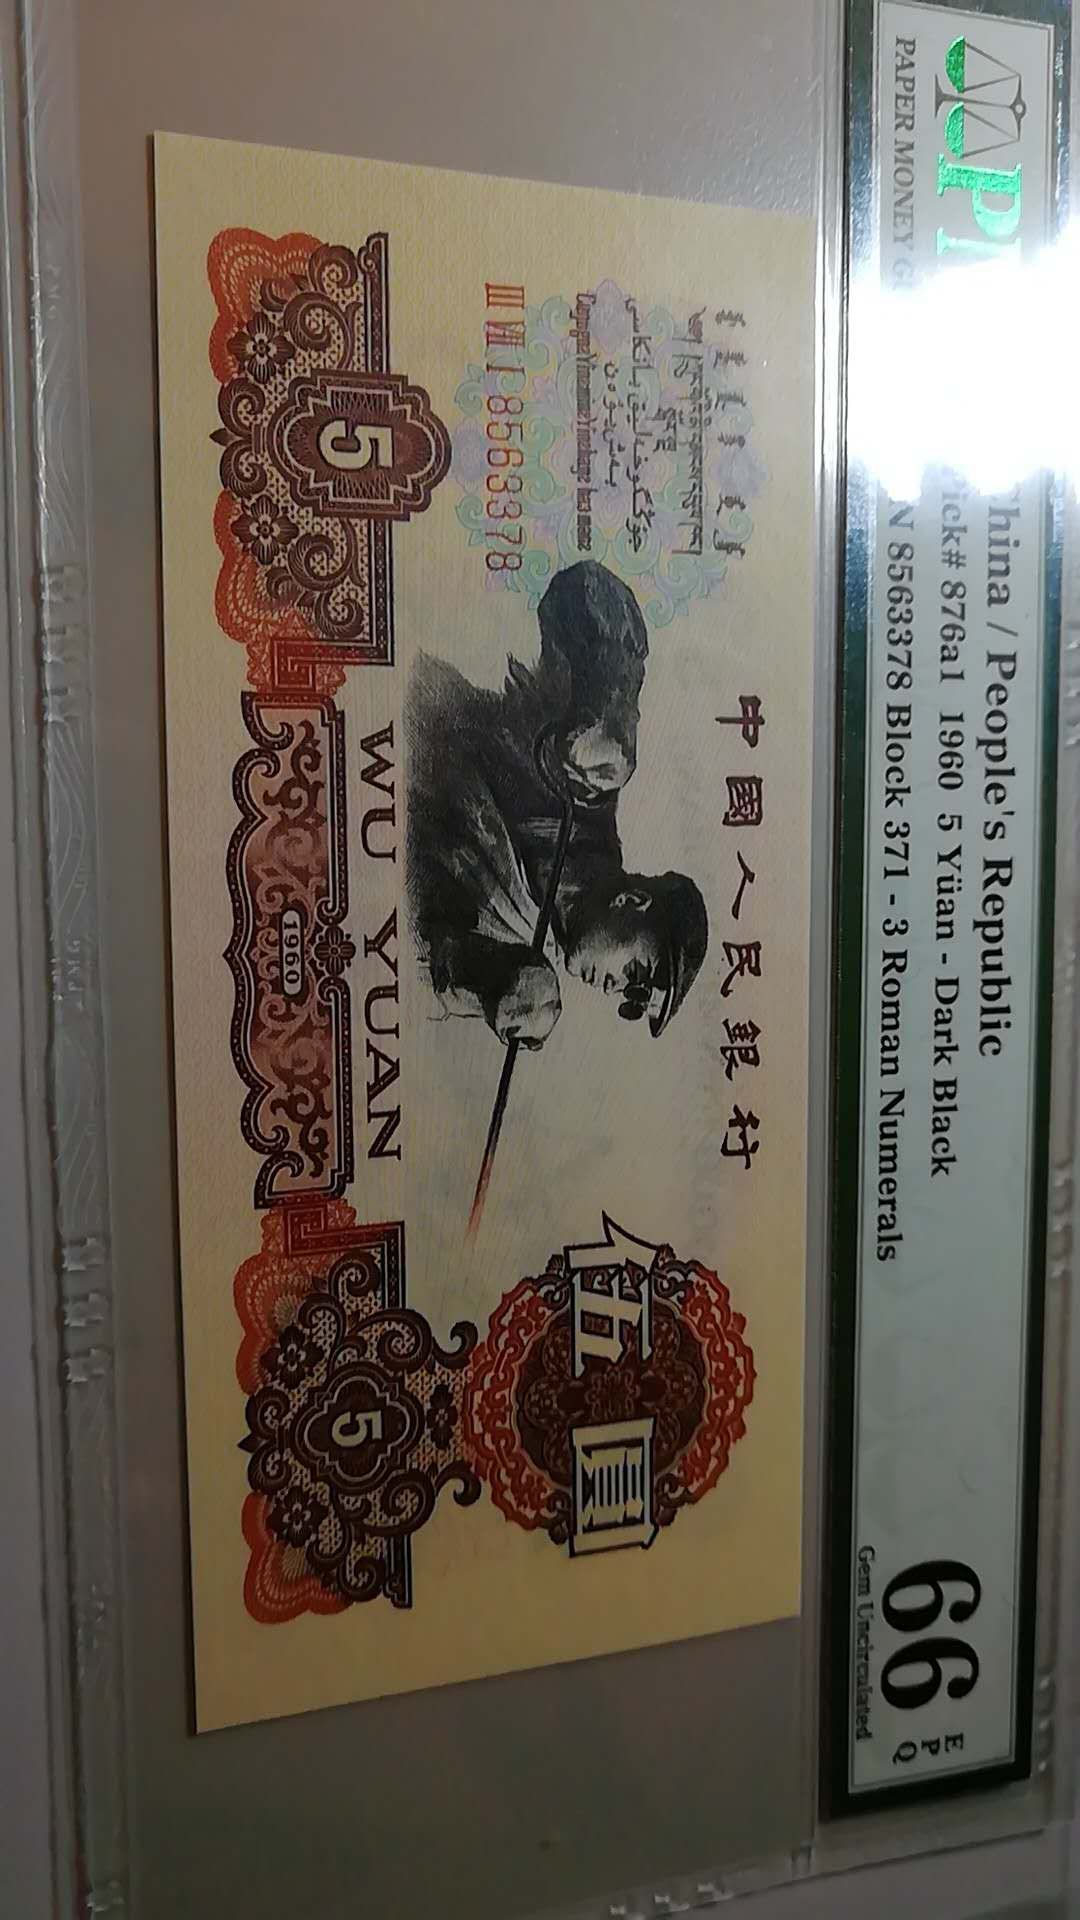 PAPER MONEY G
China / People's Republic
Pick# 876a1 1960 5 Yüan - Dark Black
N 8563378 Block 371 - 3 Roman Numerals
66
E
P
Q
Gem Uncirculated
中國人民銀行
III VII I 8563378
伍圓
5
WU YUAN
1960
5
PMG